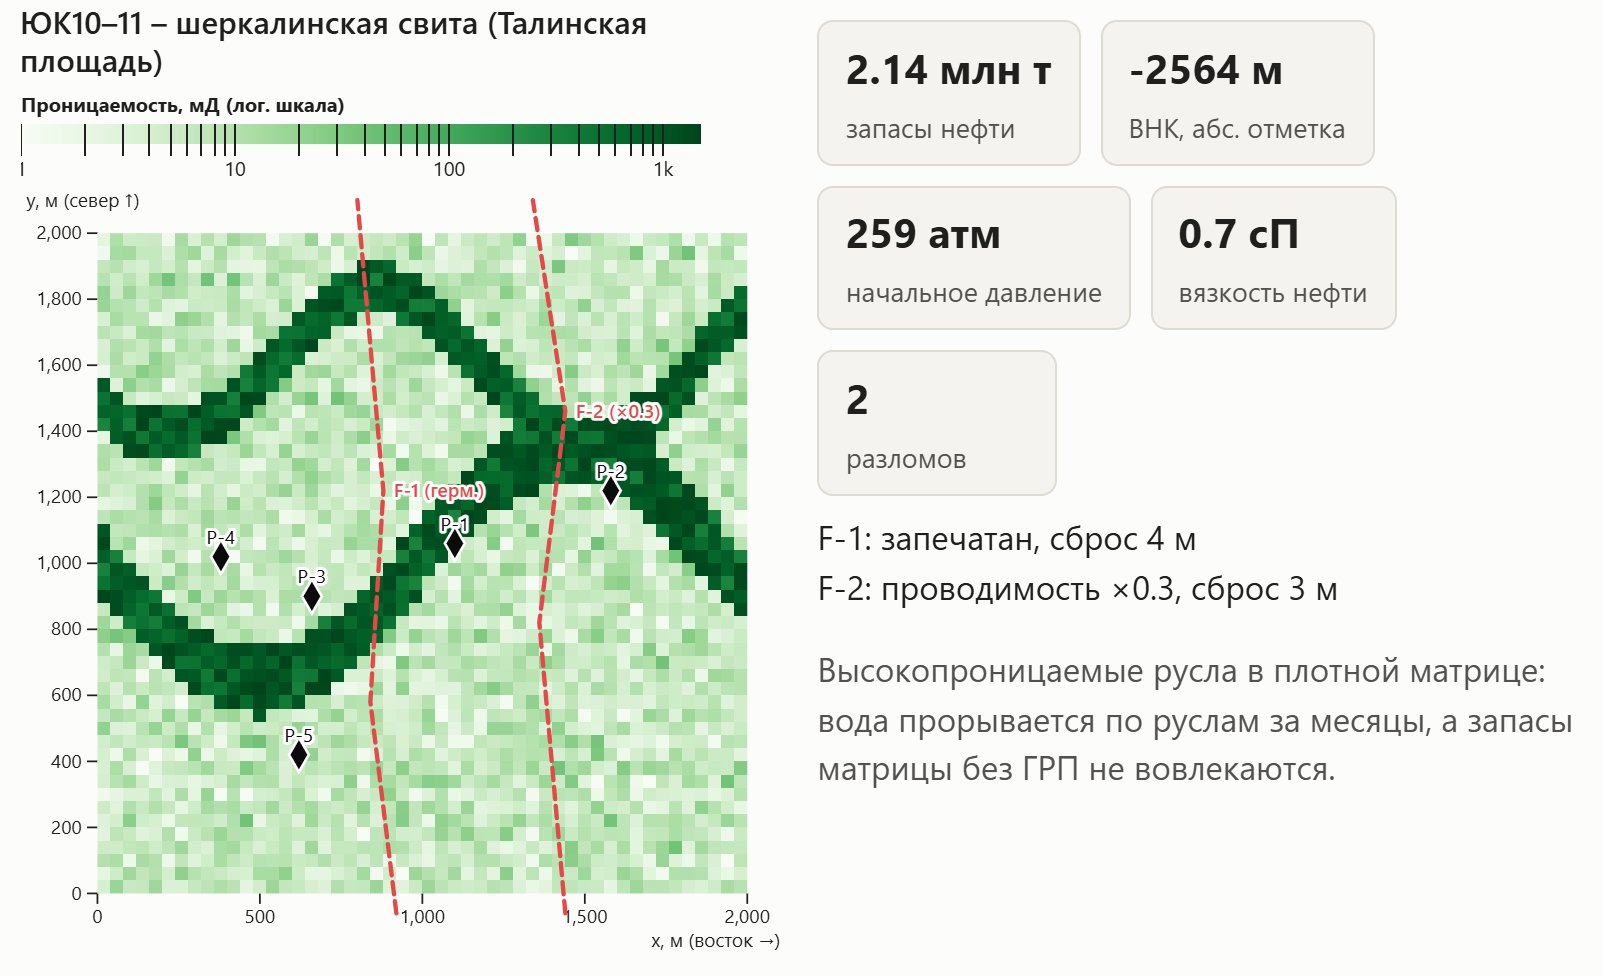 ЮК10–11 – шеркалинская свита (Талинская
площадь)
Проницаемость, мД (лог. шкала)
1 10 100 1k
y, м (север ↑)
2,000
1,800
1,600
1,400
1,200
1,000
800
600
400
200
0
F-2 (×0.3)
P-2
F-1 (герм.)
P-1
P-4
P-3
P-5
0 500 1,000 1,500 2,000
x, м (восток →)
2.14 млн т
запасы нефти
-2564 м
ВНК, абс. отметка
259 атм
начальное давление
0.7 сП
вязкость нефти
2
разломов
F-1: запечатан, сброс 4 м
F-2: проводимость ×0.3, сброс 3 м
Высокопроницаемые русла в плотной матрице:
вода прорывается по руслам за месяцы, а запасы
матрицы без ГРП не вовлекаются.